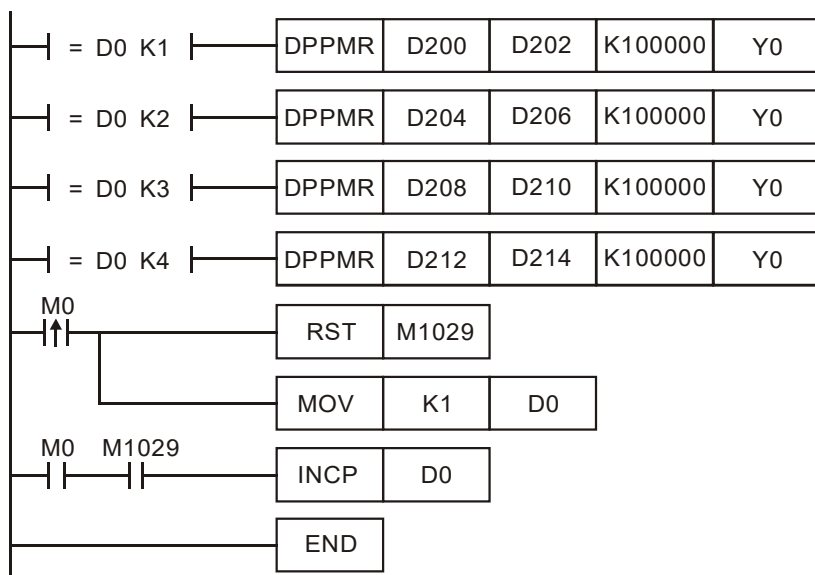 = D0 K1 DPPMR D200 D202 K100000 Y0
= D0 K2 DPPMR D204 D206 K100000 Y0
= D0 K3 DPPMR D208 D210 K100000 Y0
= D0 K4 DPPMR D212 D214 K100000 Y0
M0
RST M1029
MOV K1 D0
M0 M1029
INCP D0
END